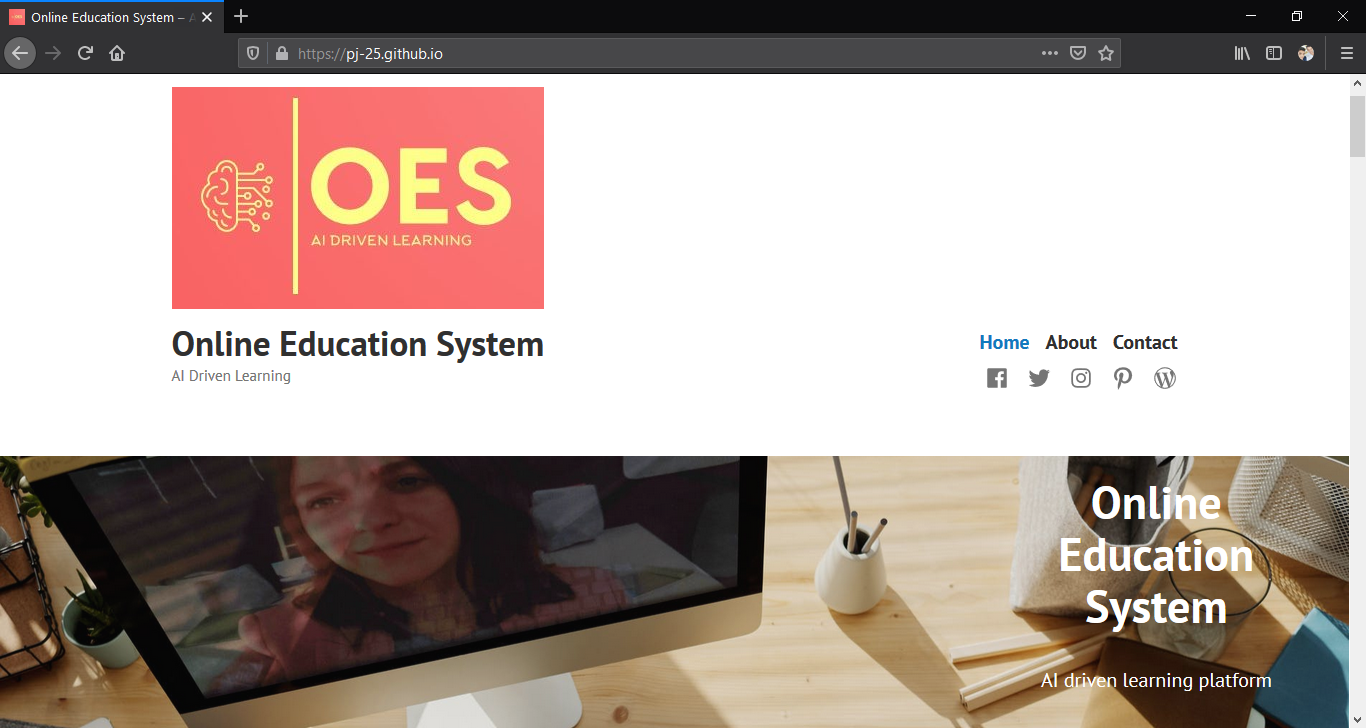 Online Education System – A
https://pj-25.github.io
OES
AI DRIVEN LEARNING
Online Education System
AI Driven Learning
Home About Contact
Online
Education
System
AI driven learning platform